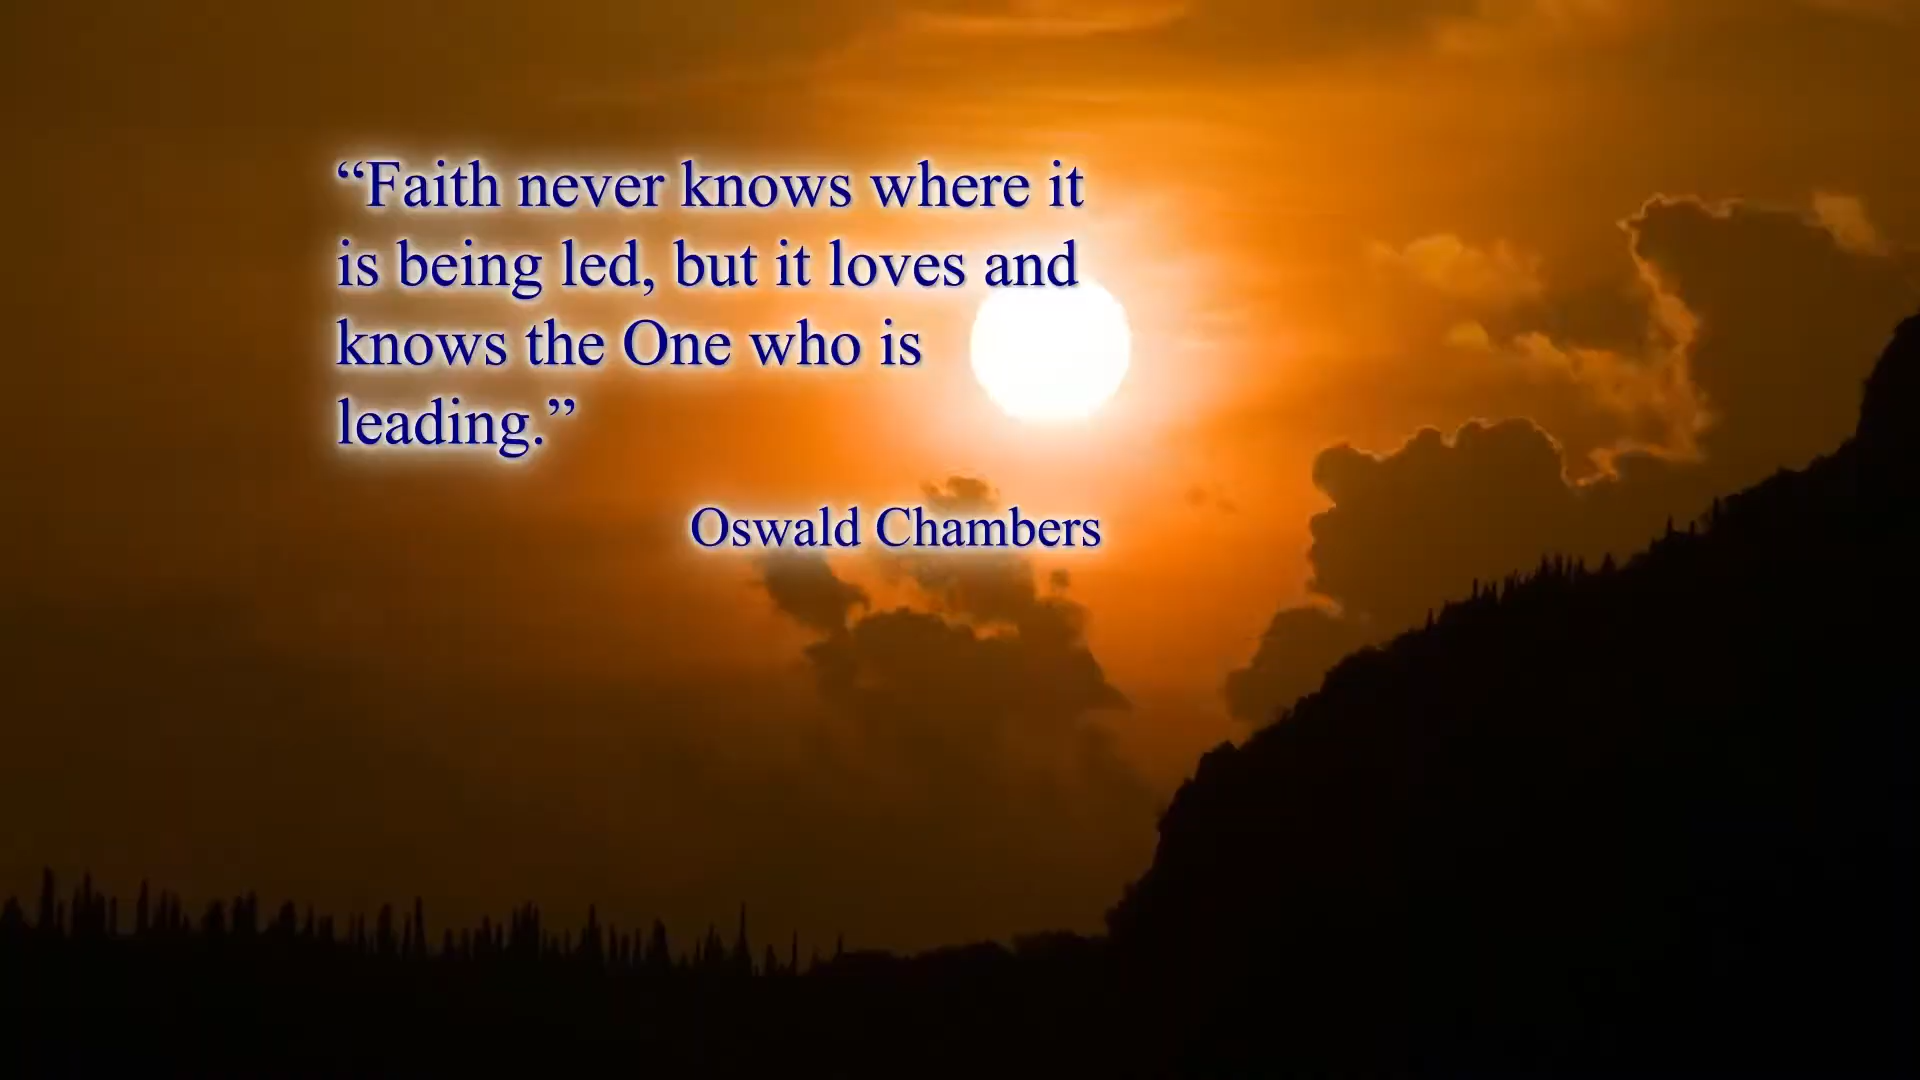 “Faith never knows where it
is being led, but it loves and
knows the One who is
leading.”
Oswald Chambers